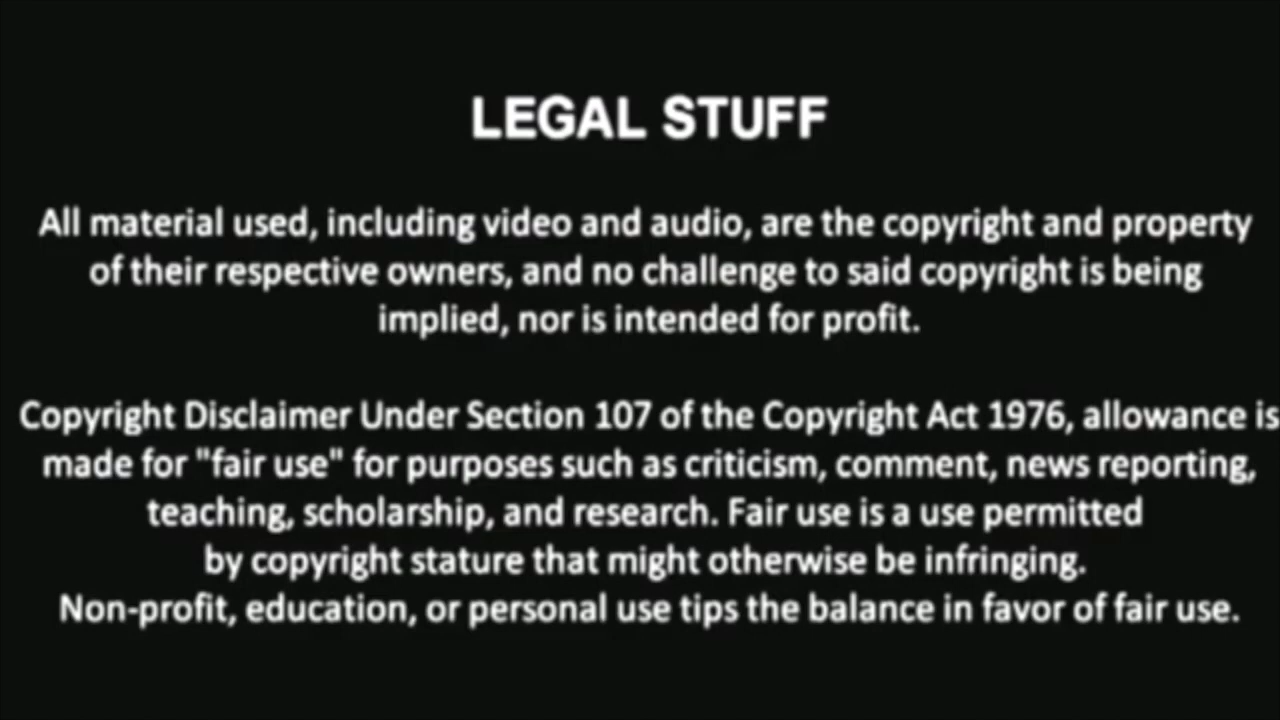 LEGAL STUFF
All material used, including video and audio, are the copyright and property
of their respective owners, and no challenge to said copyright is being
implied, nor is intended for profit.
Copyright Disclaimer Under Section 107 of the Copyright Act 1976, allowance is
made for "fair use" for purposes such as criticism, comment, news reporting,
teaching, scholarship, and research. Fair use is a use permitted
by copyright stature that might otherwise be infringing.
Non-profit, education, or personal use tips the balance in favor of fair use.